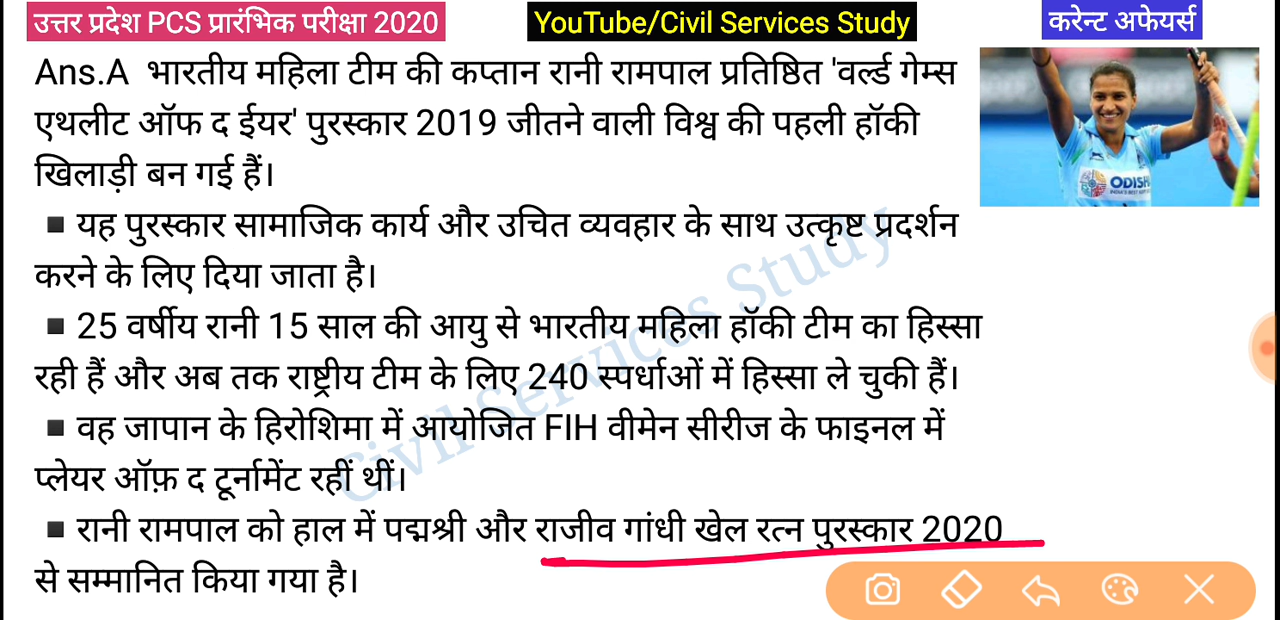 उत्तर प्रदेश PCS प्रारंभिक परीक्षा 2020
YouTube/Civil Services Study
करेन्ट अफेयर्स
Ans.A भारतीय महिला टीम की कप्तान रानी रामपाल प्रतिष्ठित 'वर्ल्ड गेम्स
एथलीट ऑफ द ईयर' पुरस्कार 2019 जीतने वाली विश्व की पहली हॉकी
खिलाड़ी बन गई हैं।
▪ यह पुरस्कार सामाजिक कार्य और उचित व्यवहार के साथ उत्कृष्ट प्रदर्शन
करने के लिए दिया जाता है।
▪ 25 वर्षीय रानी 15 साल की आयु से भारतीय महिला हॉकी टीम का हिस्सा
रही हैं और अब तक राष्ट्रीय टीम के लिए 240 स्पर्धाओं में हिस्सा ले चुकी हैं।
▪ वह जापान के हिरोशिमा में आयोजित FIH वीमेन सीरीज के फाइनल में
प्लेयर ऑफ़ द टूर्नामेंट रहीं थीं।
▪ रानी रामपाल को हाल में पद्मश्री और राजीव गांधी खेल रत्न पुरस्कार 2020
से सम्मानित किया गया है।
Civil Services Study
ODISH